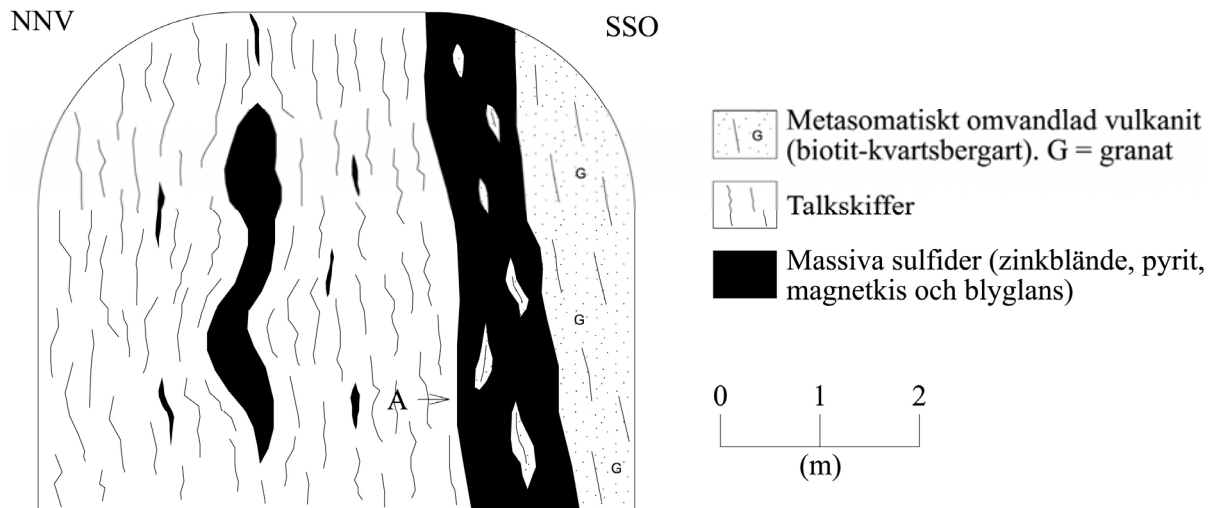 NNV
SSO
G
Metasomatiskt omvandlad vulkanit
(biotit-kvartsbergart). G = granat
G
Talkskiffer
Massiva sulfider (zinkblände, pyrit,
magnetkis och blyglans)
G
A
0 1 2
(m)
G